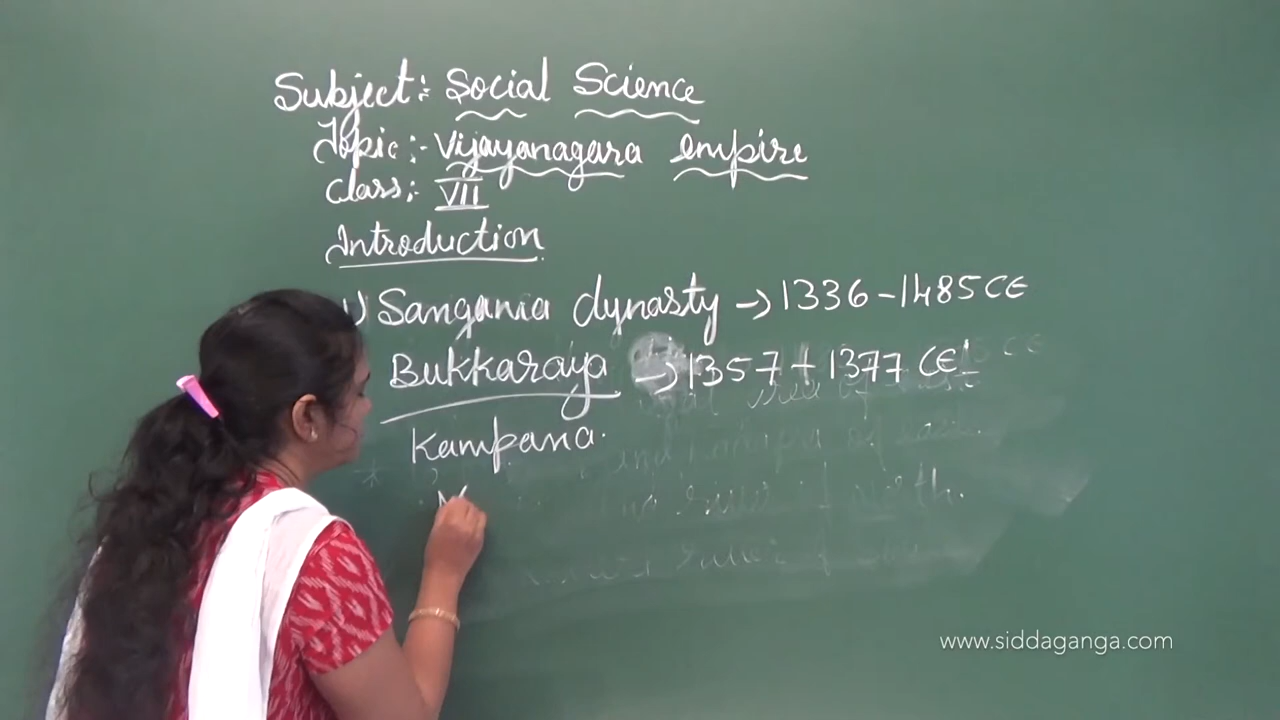 Subject:- Social Science
Topic:- Vijayanagara empire
Class:- VII
Introduction
1) Sangama dynasty → 1336 - 1485 CE
Bukkaraya → 1357 + 1377 CE
Kampana.
www.siddaganga.com